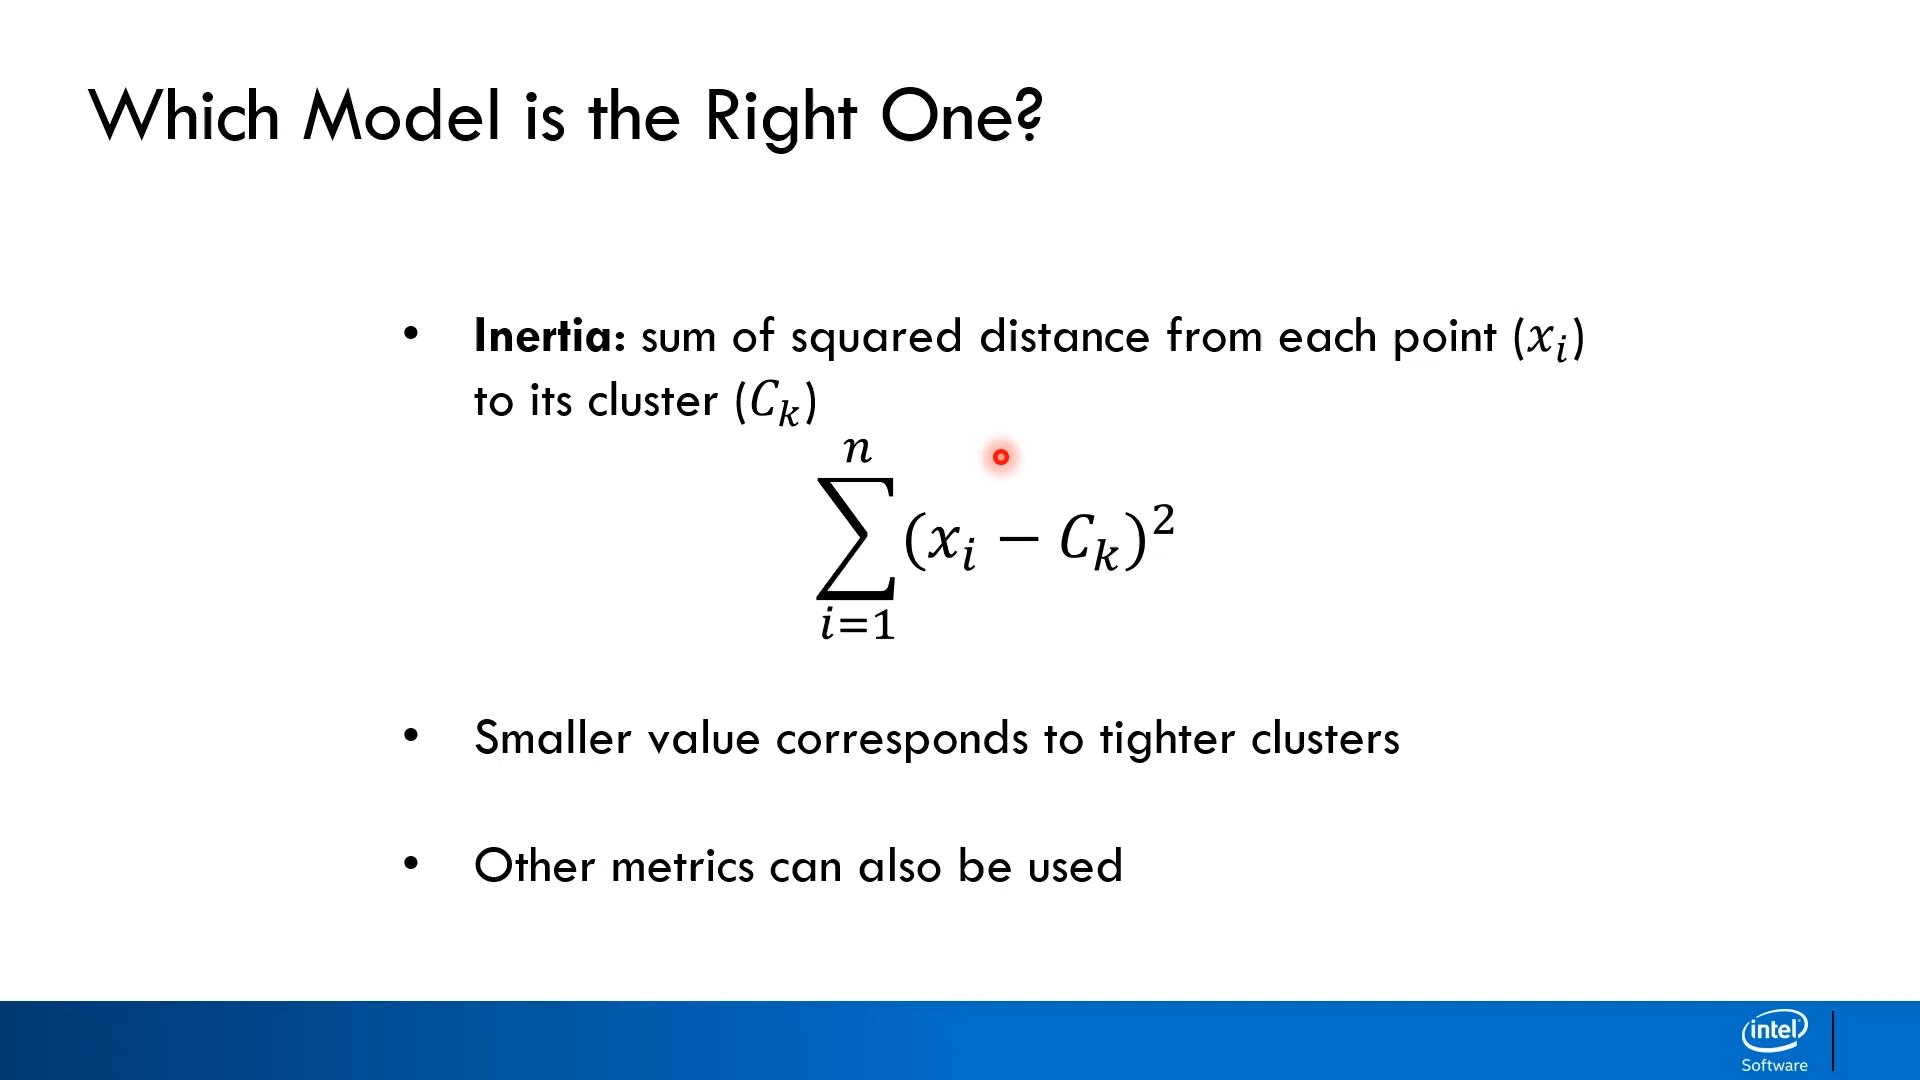 Which Model is the Right One?
• Inertia: sum of squared distance from each point (𝑥ᵢ)
to its cluster (𝐶ₖ)
n
∑(𝑥ᵢ − 𝐶ₖ)²
i=1
• Smaller value corresponds to tighter clusters
• Other metrics can also be used
intel
Software